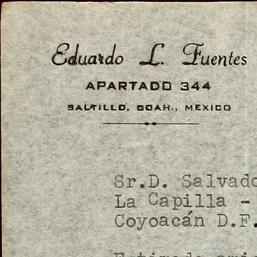 Eduardo L. Fuentes
APARTADO 344
SALTILLO, COAH., MEXICO
Sr.D. Salvado
La Capilla -
Coyoacán D.F.